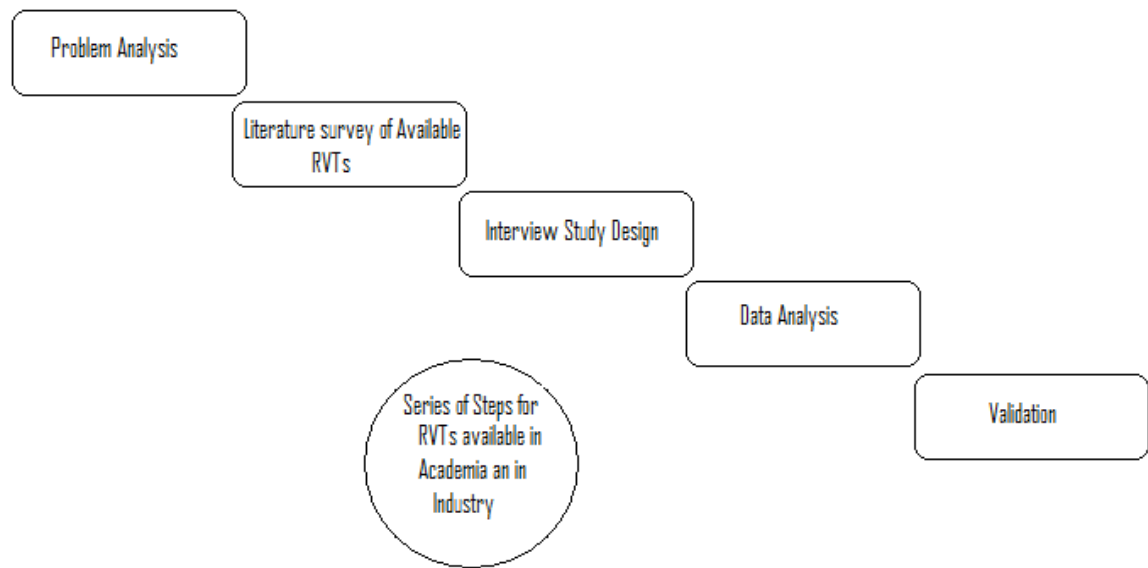 Problem Analysis
Literature survey of Available
RVTs
Interview Study Design
Data Analysis
Validation
Series of Steps for
RVTs available in
Academia an in
Industry